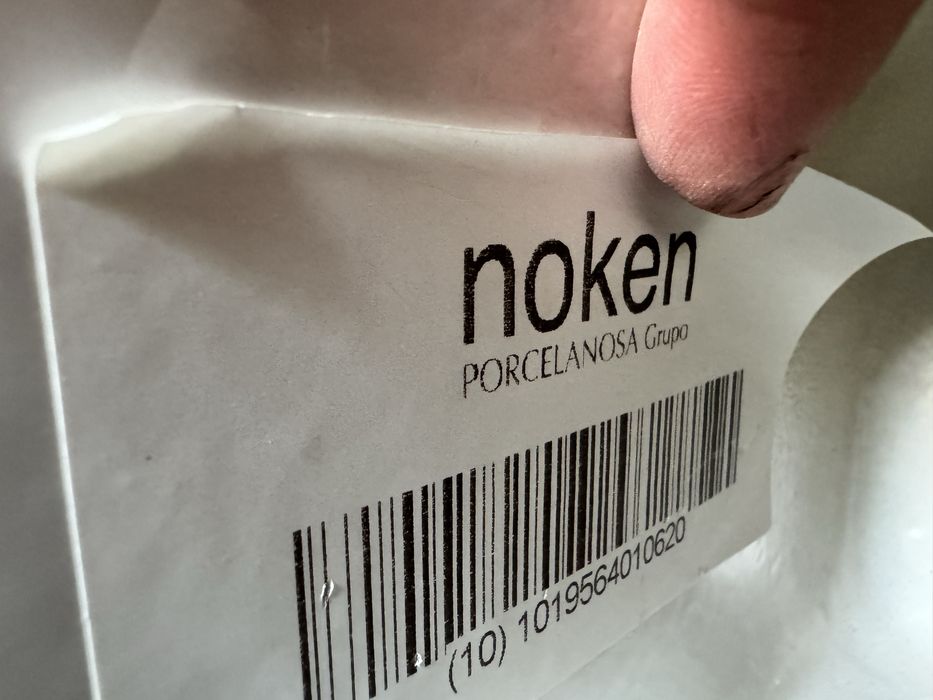 noken
PORCELANOSA Grupo
(10) 1019564010620